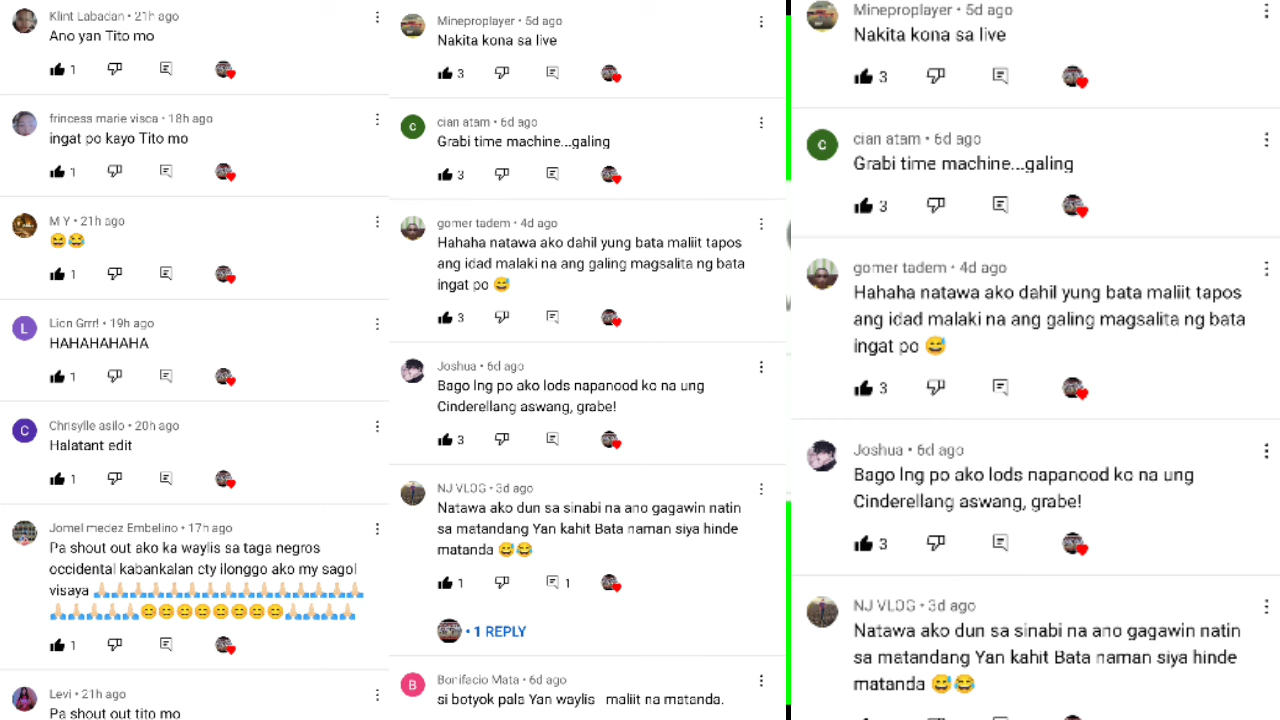 Klint Labadan • 21h ago
Ano yan Tito mo
1
frincess marie visca • 18h ago
ingat po kayo Tito mo
1
M Y • 21h ago
😆😂
1
L
Lion Grrr! • 19h ago
HAHAHAHAHA
1
C
Chrisylle asilo • 20h ago
Halatant edit
1
Jomel medez Embelino • 17h ago
Pa shout out ako ka waylis sa taga negros
occidental kabankalan cty ilonggo ako my sagol
visaya 🙏🏻🙏🏻🙏🏻🙏🏻🙏🏻🙏🏻🙏🏻🙏🏻🙏🏻🙏🏻🙏🏻🙏🏻🙏🏻🙏🏻🙏🏻
🙏🏻🙏🏻🙏🏻🙏🏻🙏🏻😊😊😊😊😊😊😊😊🙏🏻🙏🏻🙏🏻🙏🏻
1
Levi • 21h ago
Pa shout out tito mo
Mineproplayer • 5d ago
Nakita kona sa live
3
C
cian atam • 6d ago
Grabi time machine...galing
3
gomer tadem • 4d ago
Hahaha natawa ako dahil yung bata maliit tapos
ang idad malaki na ang galing magsalita ng bata
ingat po 😅
3
Joshua • 6d ago
Bago lng po ako lods napanood ko na ung
Cinderellang aswang, grabe!
3
NJ VLOG • 3d ago
Natawa ako dun sa sinabi na ano gagawin natin
sa matandang Yan kahit Bata naman siya hinde
matanda 😅😂
1 1
• 1 REPLY
B
Bonifacio Mata • 6d ago
si botyok pala Yan waylis maliit na matanda.
Mineproplayer • 5d ago
Nakita kona sa live
3
C
cian atam • 6d ago
Grabi time machine...galing
3
gomer tadem • 4d ago
Hahaha natawa ako dahil yung bata maliit tapos
ang idad malaki na ang galing magsalita ng bata
ingat po 😅
3
Joshua • 6d ago
Bago lng po ako lods napanood ko na ung
Cinderellang aswang, grabe!
3
NJ VLOG • 3d ago
Natawa ako dun sa sinabi na ano gagawin natin
sa matandang Yan kahit Bata naman siya hinde
matanda 😅😂